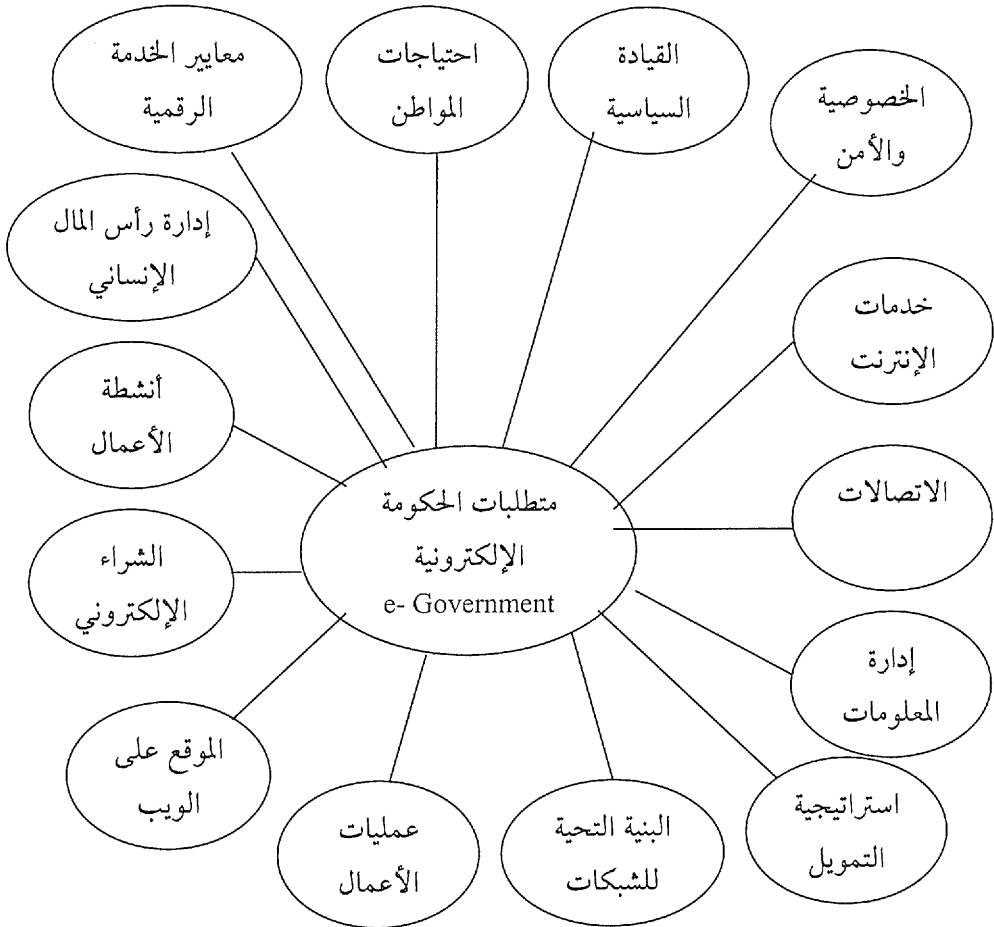 القيادة
السياسية
احتياجات
المواطن
معايير الخدمة
الرقمية
الخصوصية
والأمن
إدارة رأس المال
الإنساني
خدمات
الإنترنت
أنشطة
الأعمال
الاتصالات
متطلبات الحكومة
الإلكترونية
e- Government
الشراء
الإلكتروني
إدارة
المعلومات
الموقع على
الويب
استراتيجية
التمويل
البنية التحية
للشبكات
عمليات
الأعمال